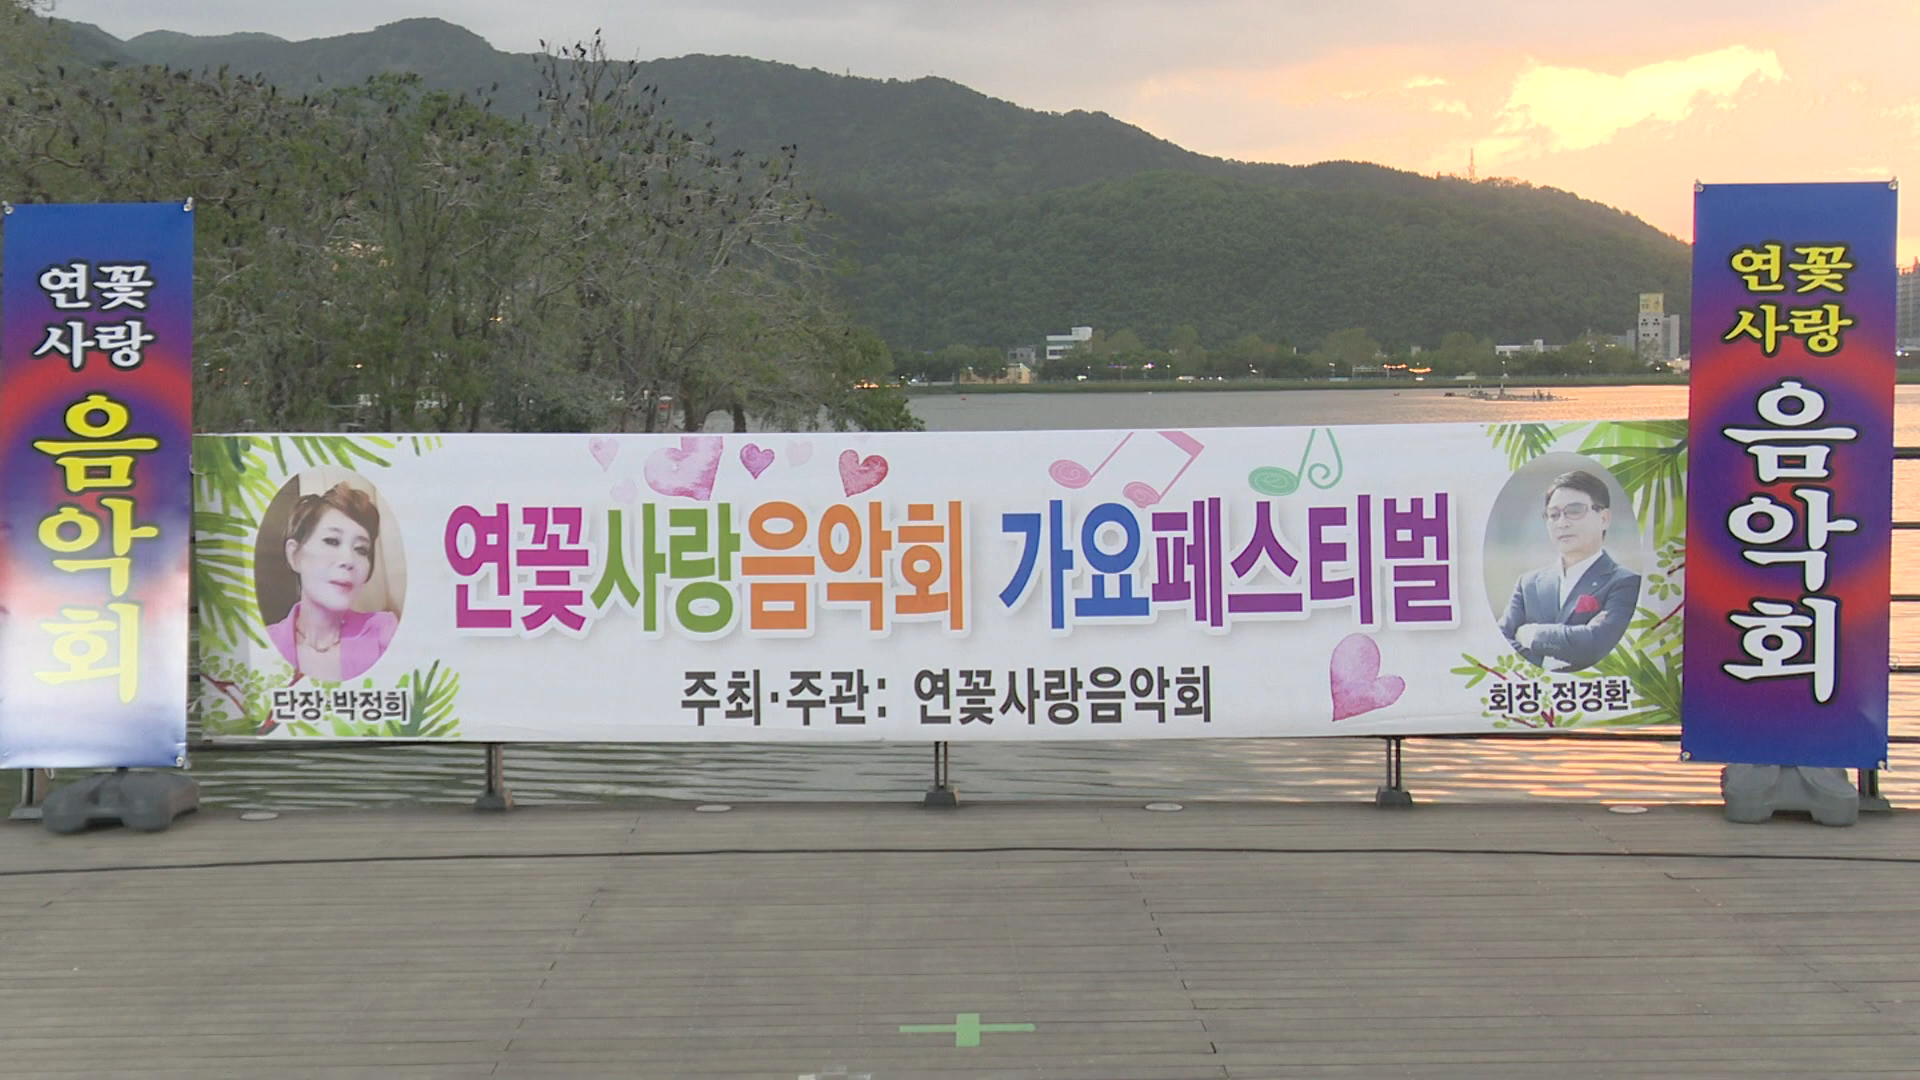 연꽃
사랑
음악회
연꽃사랑음악회 가요페스티벌
단장 박정희
주최·주관: 연꽃사랑음악회
회장 정경환
연꽃
사랑
음악회